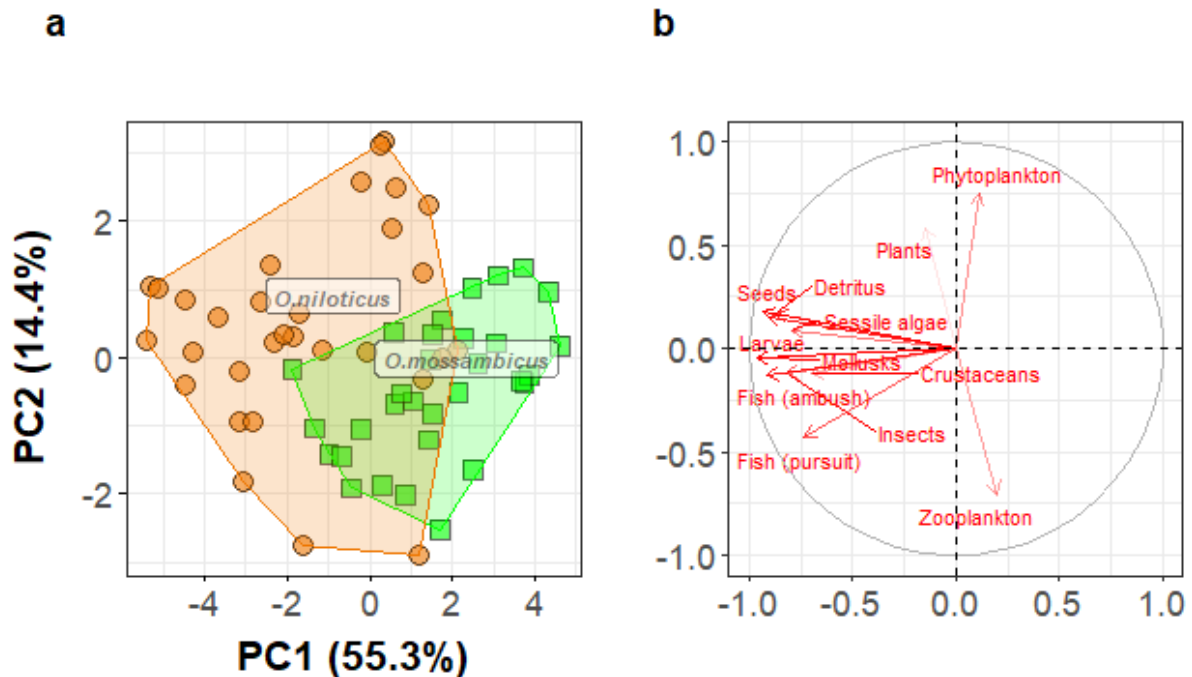 a
b
PC2 (14.4%)
2
0
-2
-4
-2
0
2
4
PC1 (55.3%)
O.niloticus
O.mossambicus
1.0
0.5
0.0
-0.5
-1.0
-1.0
-0.5
0.0
0.5
1.0
Phytoplankton
Plants
Seeds
Detritus
Sessile algae
Larvae
Mollusks
Crustaceans
Fish (ambush)
Insects
Fish (pursuit)
Zooplankton